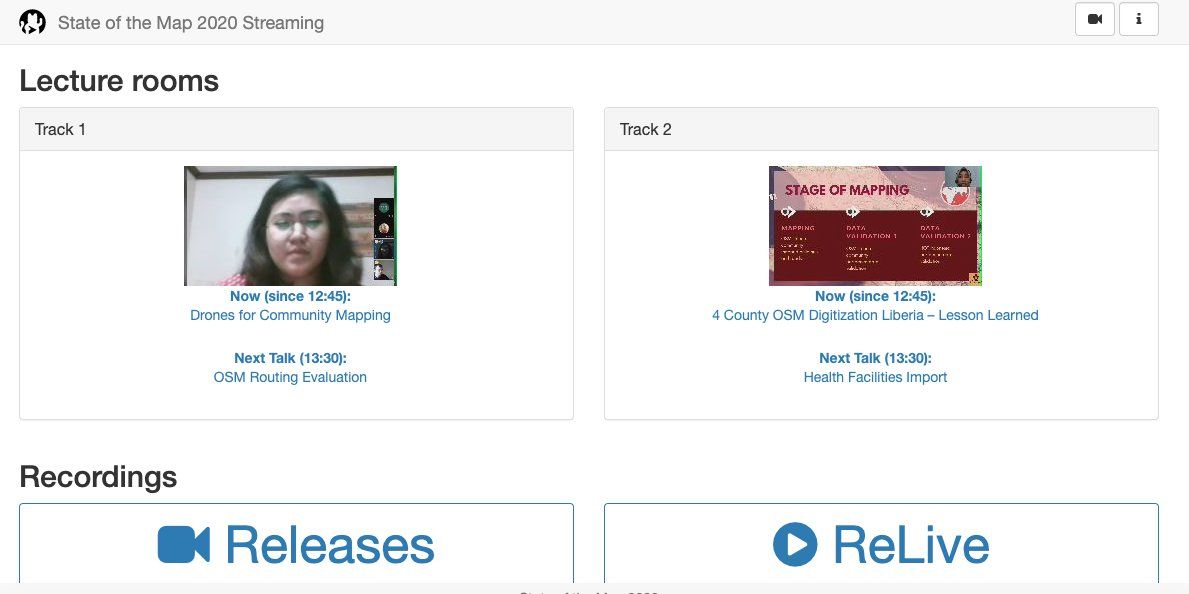 State of the Map 2020 Streaming
Lecture rooms
Track 1
Now (since 12:45):
Drones for Community Mapping
Next Talk (13:30):
OSM Routing Evaluation
Track 2
STAGE OF MAPPING
MAPPING
DATA
VALIDATION 1
DATA
VALIDATION 2
Now (since 12:45):
4 County OSM Digitization Liberia – Lesson Learned
Next Talk (13:30):
Health Facilities Import
Recordings
Releases
ReLive